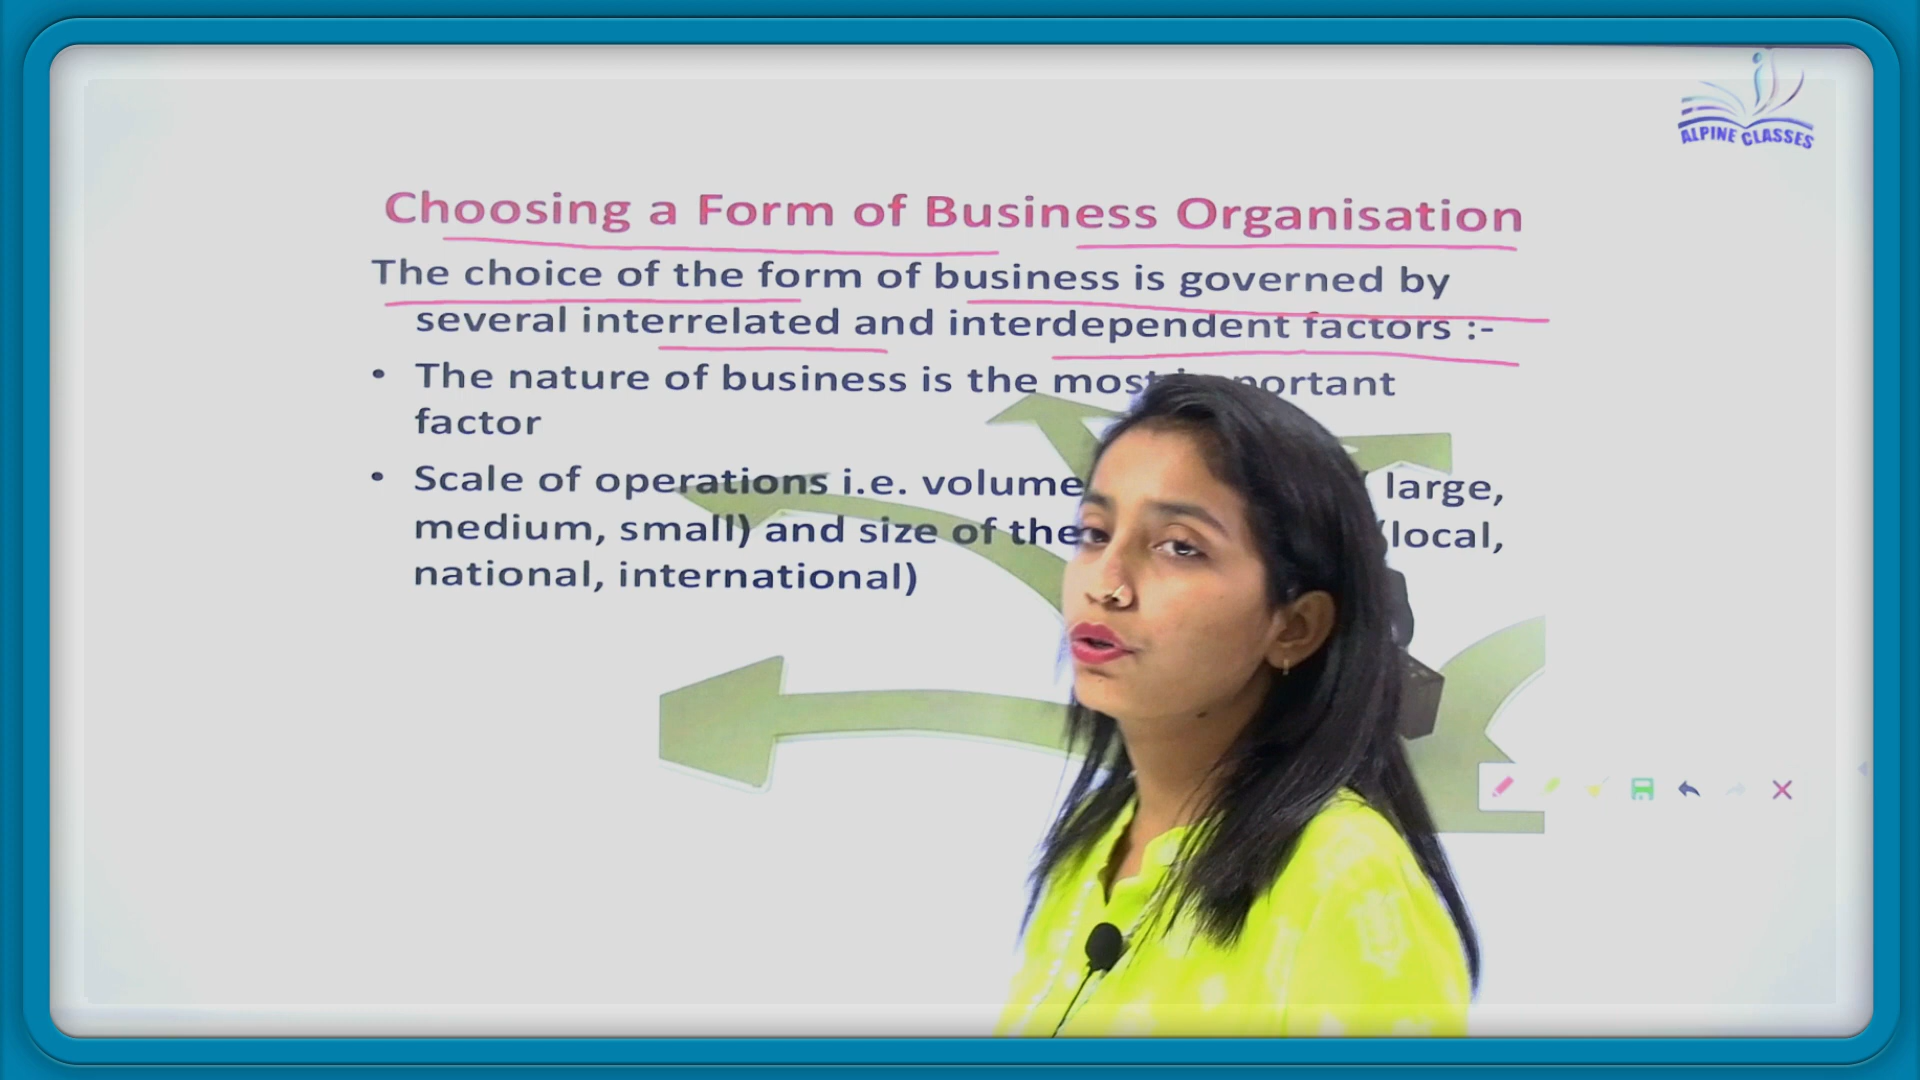 ALPINE CLASSES
Choosing a Form of Business Organisation
The choice of the form of business is governed by
several interrelated and interdependent factors :-
• The nature of business is the most important
factor
• Scale of operations i.e. volume large,
medium, small) and size of the (local,
national, international)